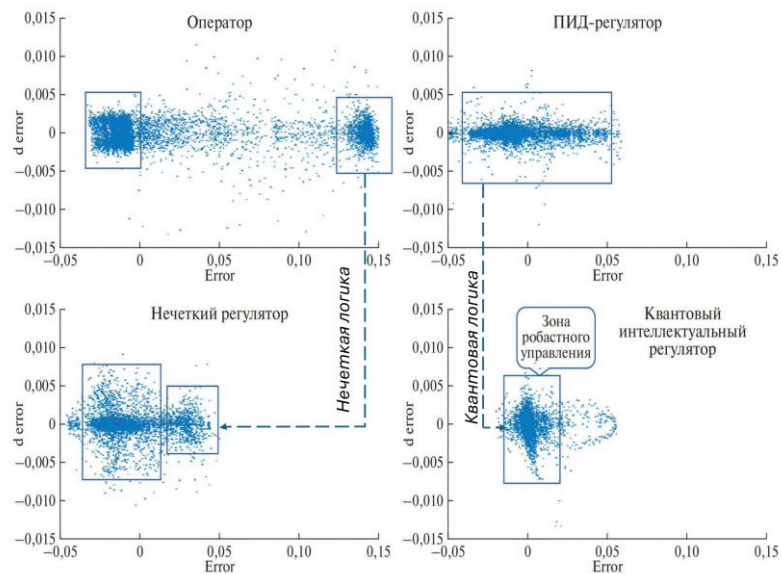 Оператор
0,015
0,010
0,005
0
−0,005
−0,010
−0,015
d error
−0,05
0
0,05
0,10
0,15
Error
ПИД-регулятор
0,015
0,010
0,005
0
−0,005
−0,010
−0,015
d error
−0,05
0
0,05
0,10
0,15
Error
Нечеткая логика
Квантовая логика
Нечеткий регулятор
0,015
0,010
0,005
0
−0,005
−0,010
−0,015
d error
−0,05
0
0,05
0,10
0,15
Error
Квантовый
интеллектуальный
регулятор
Зона
робастного
управления
0,015
0,010
0,005
0
−0,005
−0,010
−0,015
d error
−0,05
0
0,05
0,10
0,15
Error